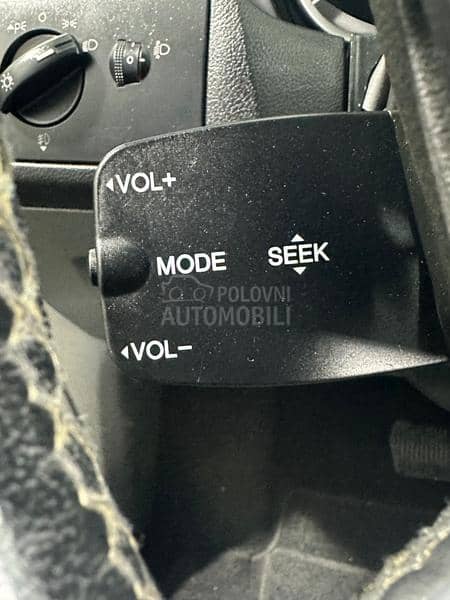 VOL+
MODE SEEK
POLOVNI
AUTOMOBILI
VOL-